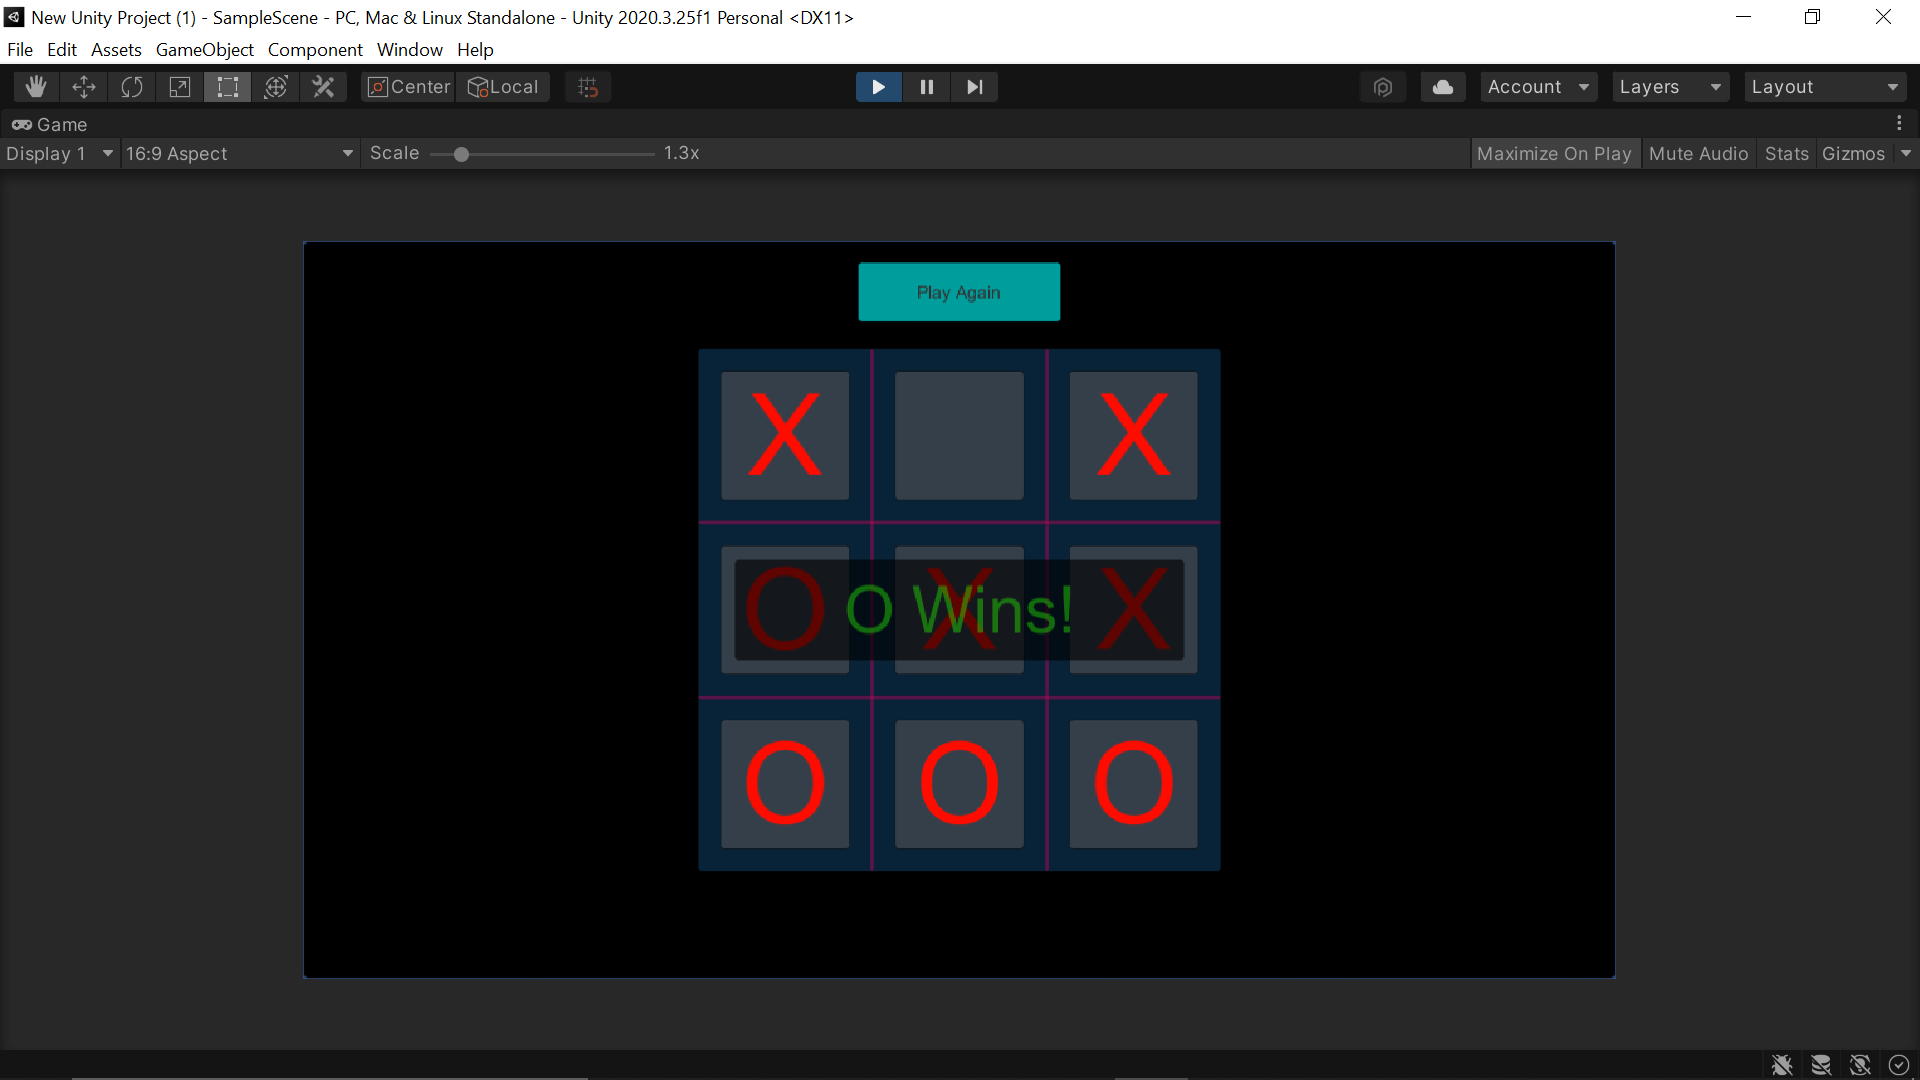 New Unity Project (1) - SampleScene - PC, Mac & Linux Standalone - Unity 2020.3.25f1 Personal <DX11>
File Edit Assets GameObject Component Window Help
Center Local Account Layers Layout
Game
Display 1 16:9 Aspect Scale 1.3x Maximize On Play Mute Audio Stats Gizmos
Play Again
X X
O X X
O Wins!
O O O